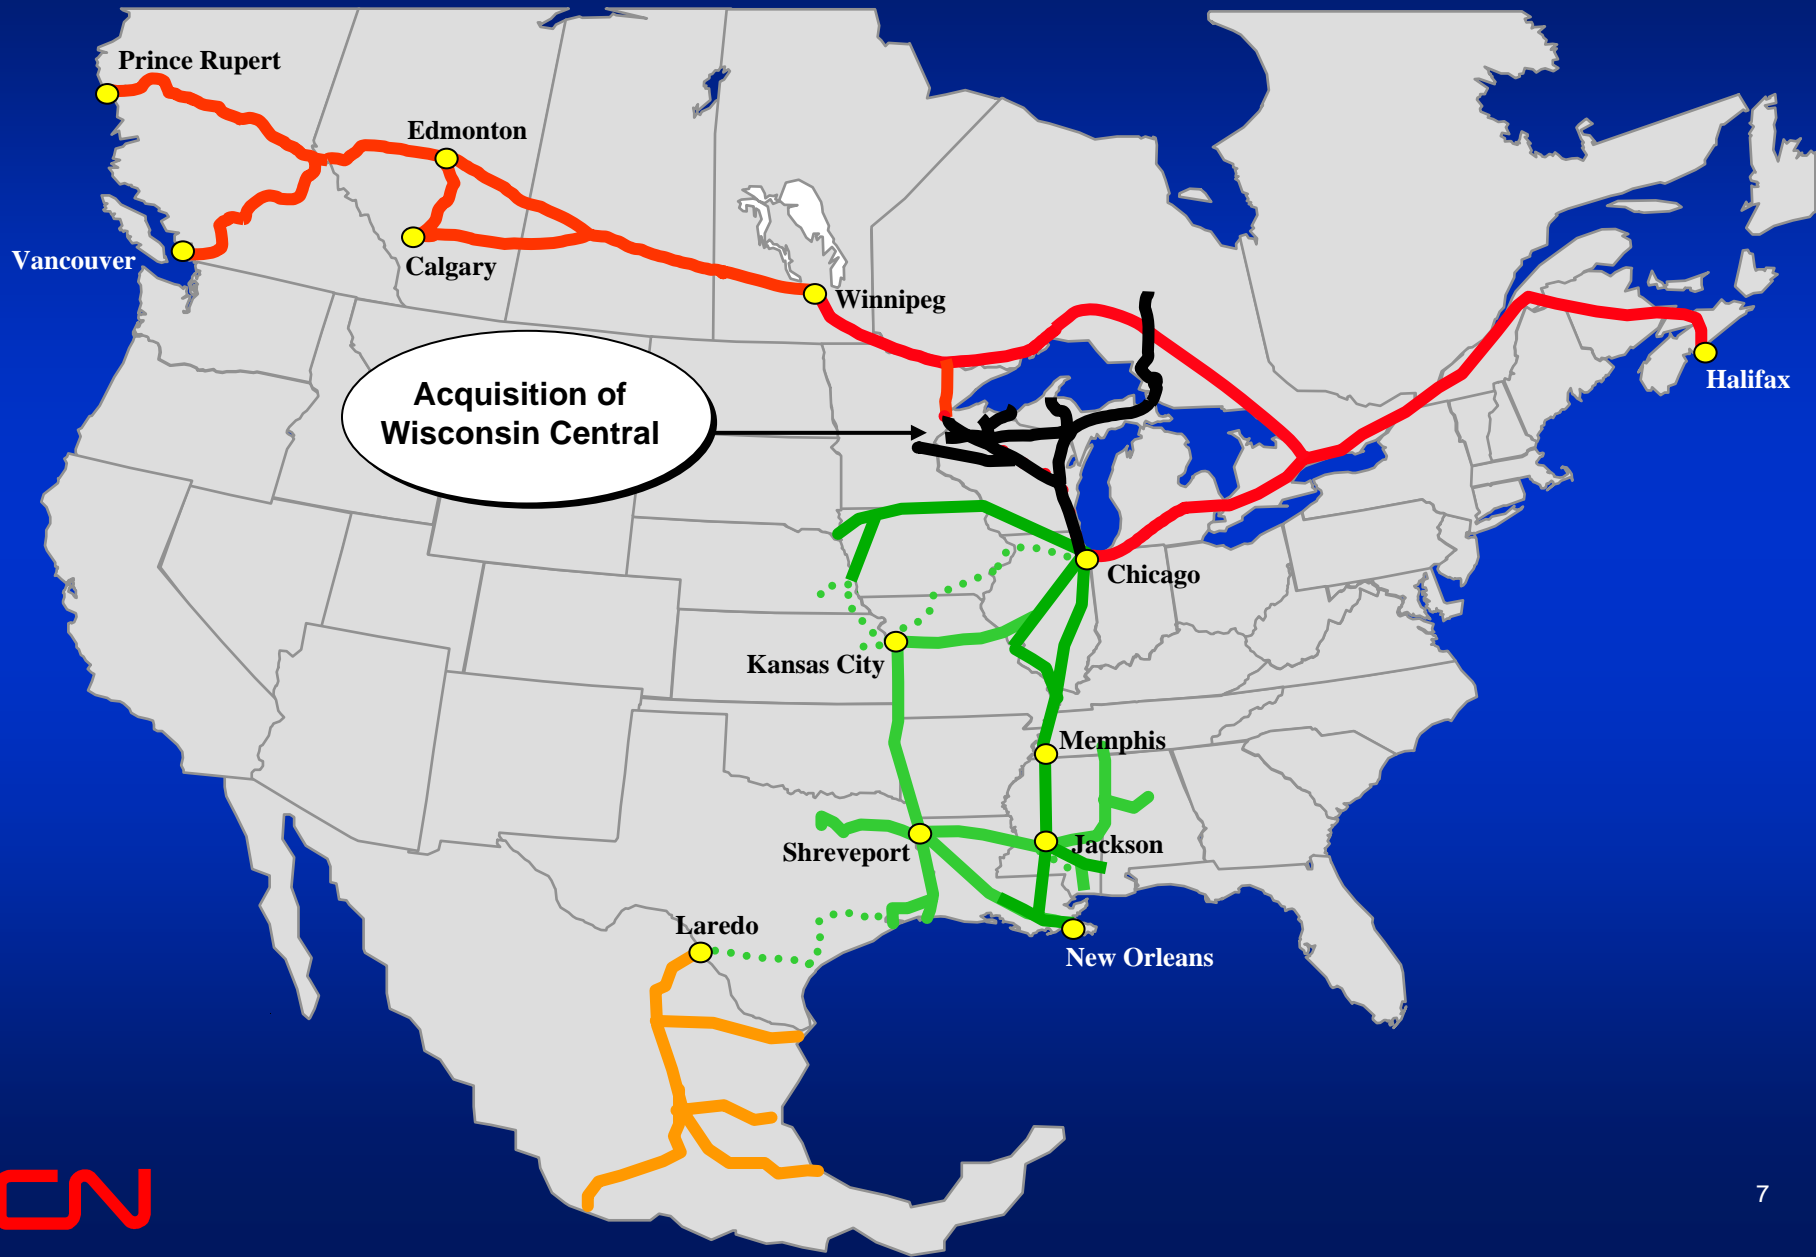 Prince Rupert
Edmonton
Vancouver
Calgary
Winnipeg
Acquisition of
Wisconsin Central
Halifax
Chicago
Kansas City
Memphis
Shreveport
Jackson
Laredo
New Orleans
CN
7